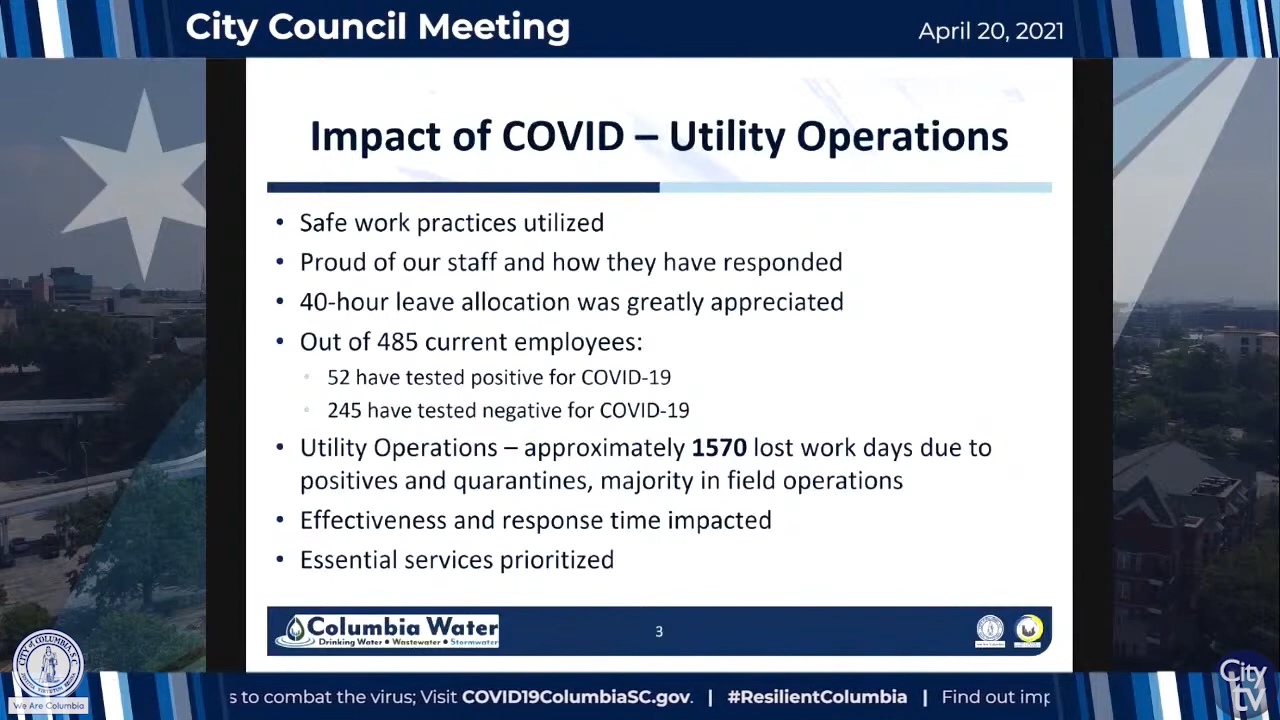 City Council Meeting
April 20, 2021
Impact of COVID – Utility Operations
• Safe work practices utilized
• Proud of our staff and how they have responded
• 40-hour leave allocation was greatly appreciated
• Out of 485 current employees:
◦ 52 have tested positive for COVID-19
◦ 245 have tested negative for COVID-19
• Utility Operations – approximately 1570 lost work days due to
positives and quarantines, majority in field operations
• Effectiveness and response time impacted
• Essential services prioritized
Columbia Water
Drinking Water • Wastewater • Stormwater
3
CITY OF COLUMBIA SC
We Are Columbia
s to combat the virus; Visit COVID19ColumbiaSC.gov. | #ResilientColumbia | Find out imp
City
tv